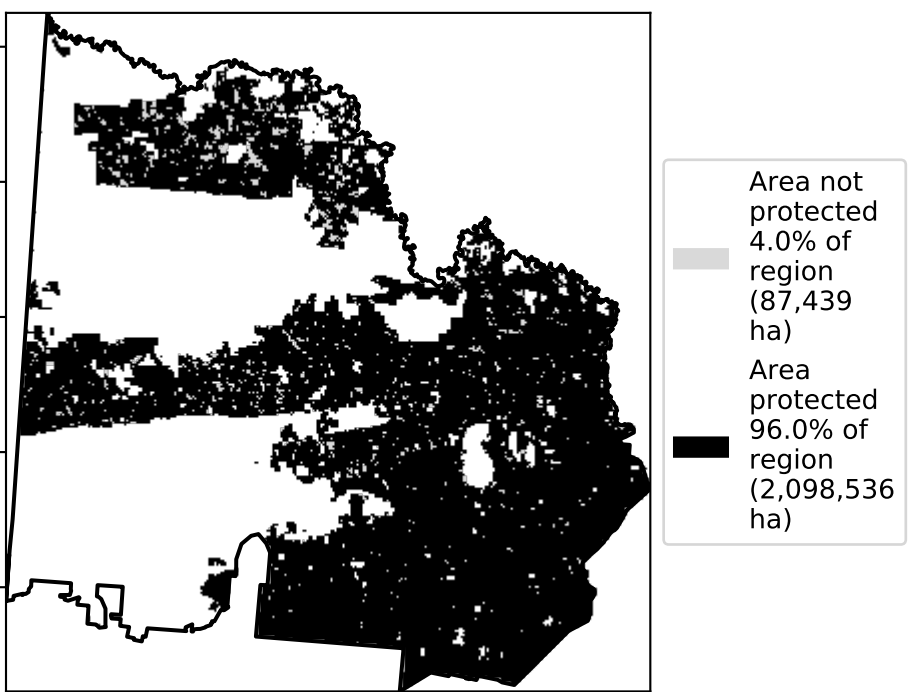 Area not
protected
4.0% of
region
(87,439
ha)
Area
protected
96.0% of
region
(2,098,536
ha)